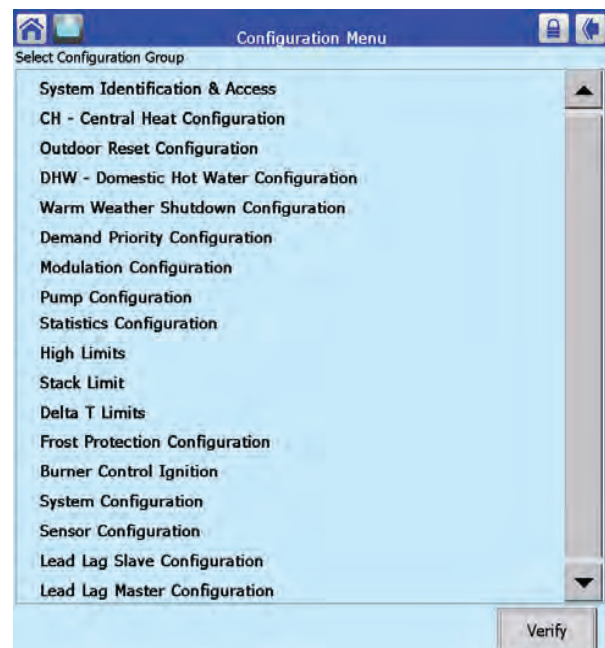 Configuration Menu
Select Configuration Group
System Identification & Access
CH - Central Heat Configuration
Outdoor Reset Configuration
DHW - Domestic Hot Water Configuration
Warm Weather Shutdown Configuration
Demand Priority Configuration
Modulation Configuration
Pump Configuration
Statistics Configuration
High Limits
Stack Limit
Delta T Limits
Frost Protection Configuration
Burner Control Ignition
System Configuration
Sensor Configuration
Lead Lag Slave Configuration
Lead Lag Master Configuration
Verify